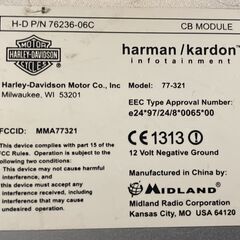 H-D P/N 76236-06C
CB MODULE
MOTOR
HARLEY-DAVIDSON
CYCLES
harman/kardon
infotainment
Harley-Davidson Motor Co., Inc
Milwaukee, WI 53201
Model: 77-321
EEC Type Approval Number:
e24*97/24/8*0065*00
FCCID: MMA77321
This device complies with part 15 of the
FCC Rules. Operation is subject to the
following two conditions: (1) This device
may not cause harmful interference, and
(2) this device must accept any
interference received, including
interference that may cause undesired
operation.
CE1313
12 Volt Negative Ground
Manufactured in China by:
MIDLAND
Midland Radio Corporation
Kansas City, MO USA 64120